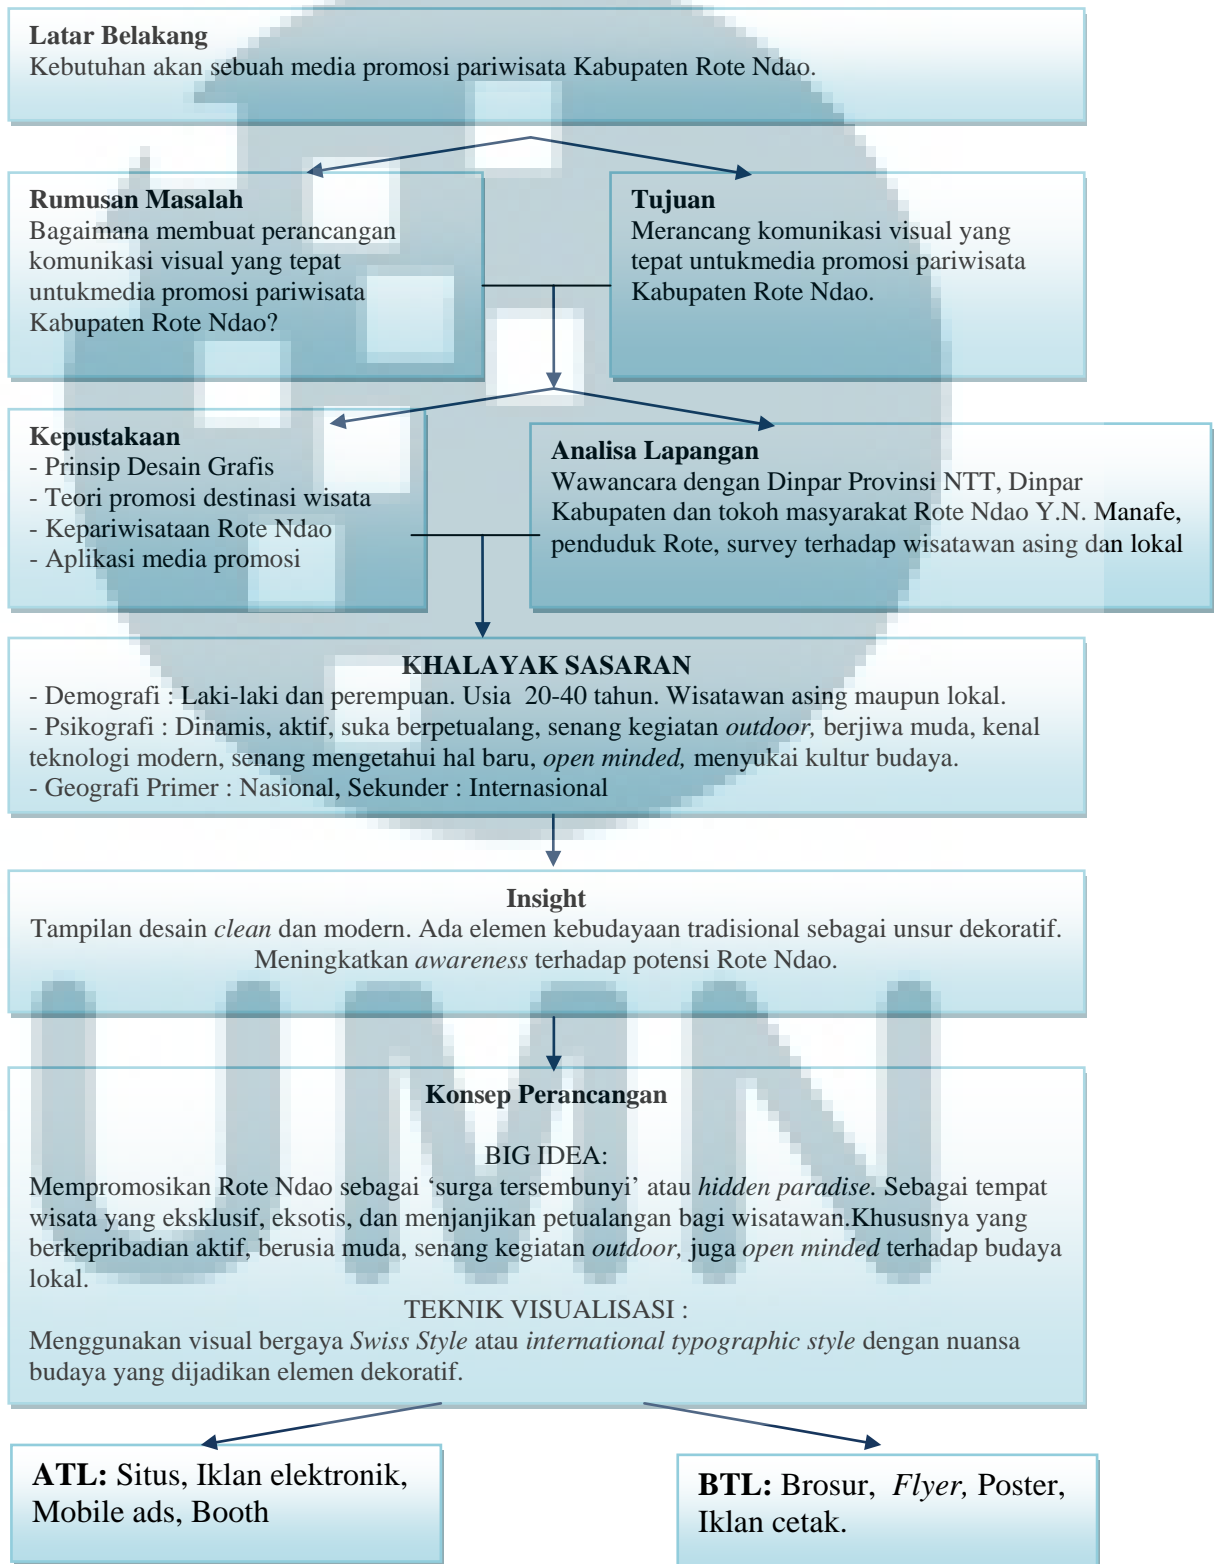 Latar Belakang
Kebutuhan akan sebuah media promosi pariwisata Kabupaten Rote Ndao.
Rumusan Masalah
Bagaimana membuat perancangan
komunikasi visual yang tepat
untukmedia promosi pariwisata
Kabupaten Rote Ndao?
Tujuan
Merancang komunikasi visual yang
tepat untukmedia promosi pariwisata
Kabupaten Rote Ndao.
Kepustakaan
- Prinsip Desain Grafis
- Teori promosi destinasi wisata
- Kepariwisataan Rote Ndao
- Aplikasi media promosi
Analisa Lapangan
Wawancara dengan Dinpar Provinsi NTT, Dinpar
Kabupaten dan tokoh masyarakat Rote Ndao Y.N. Manafe,
penduduk Rote, survey terhadap wisatawan asing dan lokal
KHALAYAK SASARAN
- Demografi : Laki-laki dan perempuan. Usia 20-40 tahun. Wisatawan asing maupun lokal.
- Psikografi : Dinamis, aktif, suka berpetualang, senang kegiatan outdoor, berjiwa muda, kenal
teknologi modern, senang mengetahui hal baru, open minded, menyukai kultur budaya.
- Geografi Primer : Nasional, Sekunder : Internasional
Insight
Tampilan desain clean dan modern. Ada elemen kebudayaan tradisional sebagai unsur dekoratif.
Meningkatkan awareness terhadap potensi Rote Ndao.
UMN
Konsep Perancangan
BIG IDEA:
Mempromosikan Rote Ndao sebagai ‘surga tersembunyi’ atau hidden paradise. Sebagai tempat
wisata yang eksklusif, eksotis, dan menjanjikan petualangan bagi wisatawan.Khususnya yang
berkepribadian aktif, berusia muda, senang kegiatan outdoor, juga open minded terhadap budaya
lokal.
TEKNIK VISUALISASI :
Menggunakan visual bergaya Swiss Style atau international typographic style dengan nuansa
budaya yang dijadikan elemen dekoratif.
ATL: Situs, Iklan elektronik,
Mobile ads, Booth
BTL: Brosur, Flyer, Poster,
Iklan cetak.